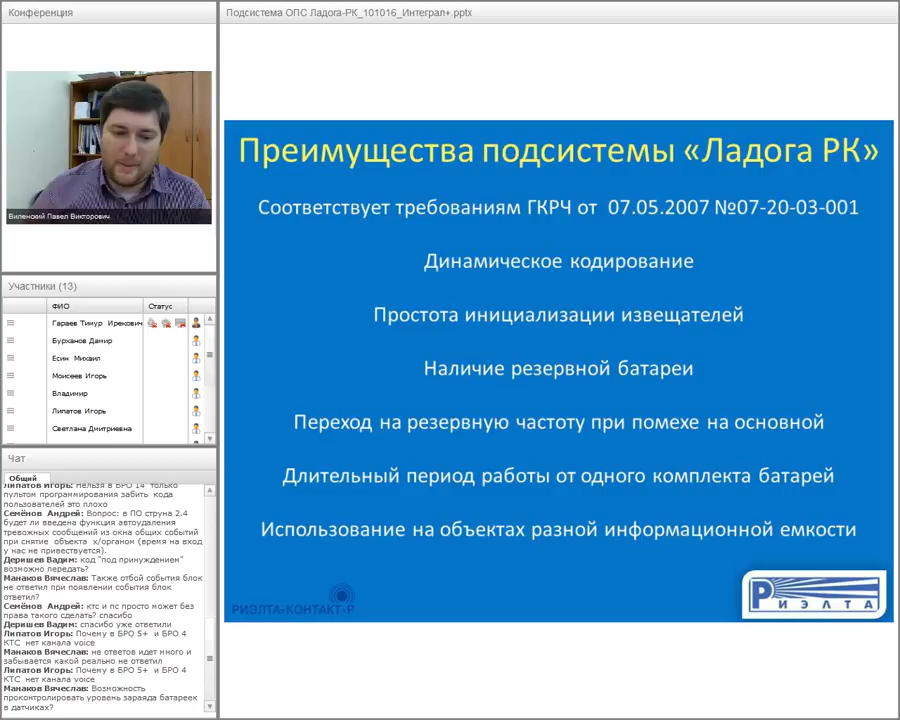 Конференция
Виленский Павел Викторович
Участники (13)
ФИО Статус
Гараев Тимур Ирекович
Бурханов Дамир
Есин Михаил
Моисеев Игорь
Владимир
Липатов Игорь
Светлана Дмитриевна
Чат
Общий
Липатов Игорь: Нельзя в БРО 14 только
пультом программирования забить кода
пользователей это плохо
Семёнов Андрей: Вопрос: в ПО струна 2.4
будет ли введена функция автоудаления
тревожных сообщений из окна общих событий
при снятие объекта х/органом (время на вход
у нас не приветствуется).
Деришев Вадим: код "под принуждением"
возможно передать?
Манаков Вячеслав: Также отбой события блок
не ответил при появлении события блок
ответил?
Семёнов Андрей: ктс и пс просто может без
права такого сделать? спасибо
Деришев Вадим: спасибо уже ответили
Липатов Игорь: Почему в БРО 5+ и БРО 4
КТС нет канала voice
Манаков Вячеслав: не ответов идет много и
забывается какой реально не ответил
Липатов Игорь: Почему в БРО 5+ и БРО 4
КТС нет канала voice
Манаков Вячеслав: Возможность
проконтролировать уровень зараяда батареек
в датчиках?
Подсистема ОПС Ладога-РК_101016_Интеграл+.pptx
Преимущества подсистемы «Ладога РК»
Соответствует требованиям ГКРЧ от 07.05.2007 №07-20-03-001
Динамическое кодирование
Простота инициализации извещателей
Наличие резервной батареи
Переход на резервную частоту при помехе на основной
Длительный период работы от одного комплекта батарей
Использование на объектах разной информационной емкости
РИЭЛТА-КОНТАКТ-Р
РИЭЛТА